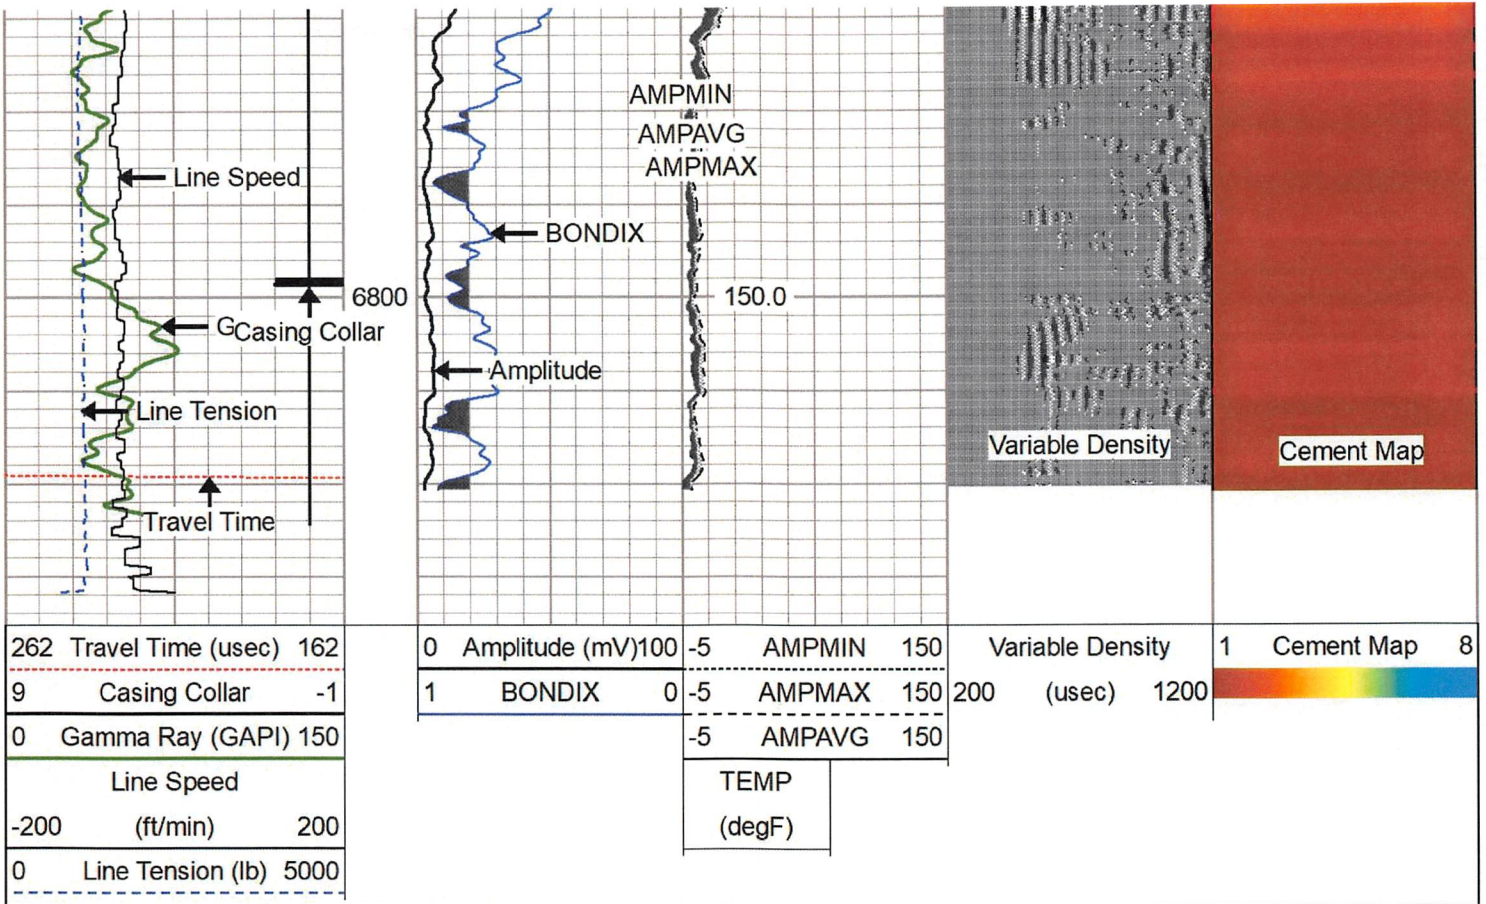 AMPMIN
AMPAVG
AMPMAX
Line Speed
BONDIX
6800
150.0
GCasing Collar
Amplitude
Line Tension
Variable Density
Cement Map
Travel Time
262 Travel Time (usec) 162
0 Amplitude (mV)100
-5 AMPMIN 150
Variable Density
1 Cement Map 8
9 Casing Collar -1
1 BONDIX 0
-5 AMPMAX 150
200 (usec) 1200
0 Gamma Ray (GAPI) 150
-5 AMPAVG 150
Line Speed
TEMP
-200 (ft/min) 200
(degF)
0 Line Tension (lb) 5000